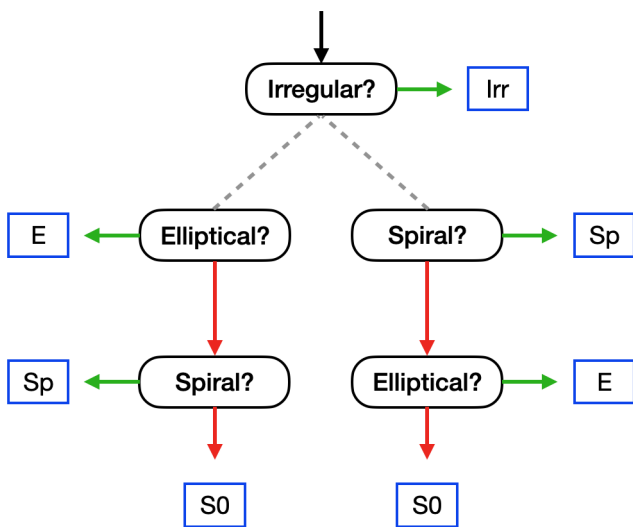 Irregular?
Irr
E
Elliptical?
Spiral?
Sp
Sp
Spiral?
Elliptical?
E
S0
S0